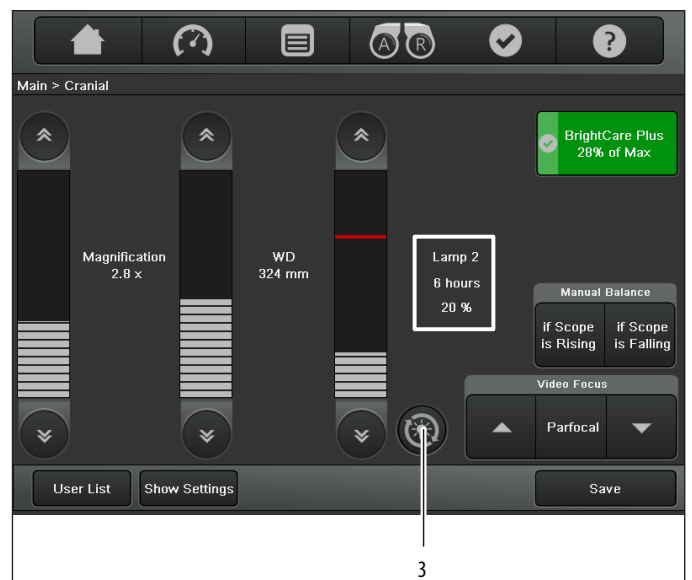 A R ?
Main > Cranial
BrightCare Plus
28% of Max
Magnification
2.8 x
WD
324 mm
Lamp 2
6 hours
20 %
Manual Balance
if Scope
is Rising
if Scope
is Falling
Video Focus
Parfocal
User List
Show Settings
Save
3